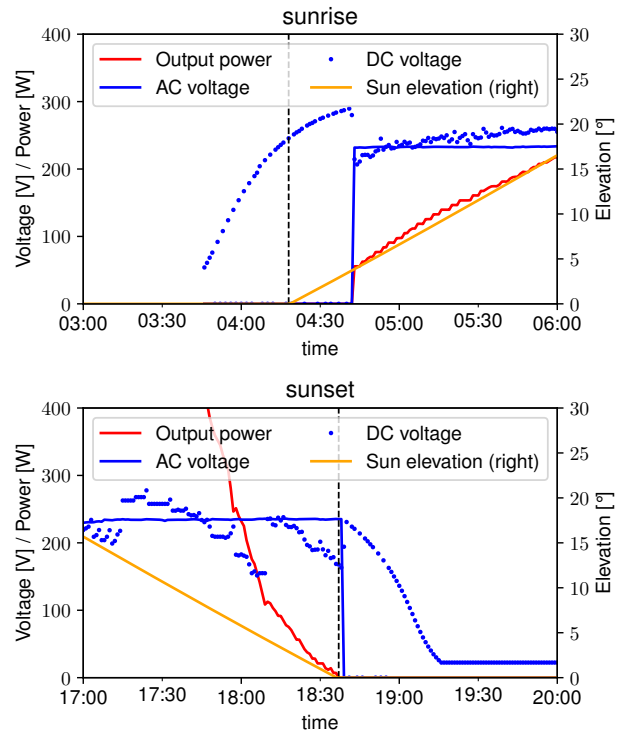 sunrise
Output power
AC voltage
DC voltage
Sun elevation (right)
Voltage [V] / Power [W]
Elevation [°]
400
300
200
100
0
30
25
20
15
10
5
0
03:00 03:30 04:00 04:30 05:00 05:30 06:00
time
sunset
Output power
AC voltage
DC voltage
Sun elevation (right)
Voltage [V] / Power [W]
Elevation [°]
400
300
200
100
0
30
25
20
15
10
5
0
17:00 17:30 18:00 18:30 19:00 19:30 20:00
time